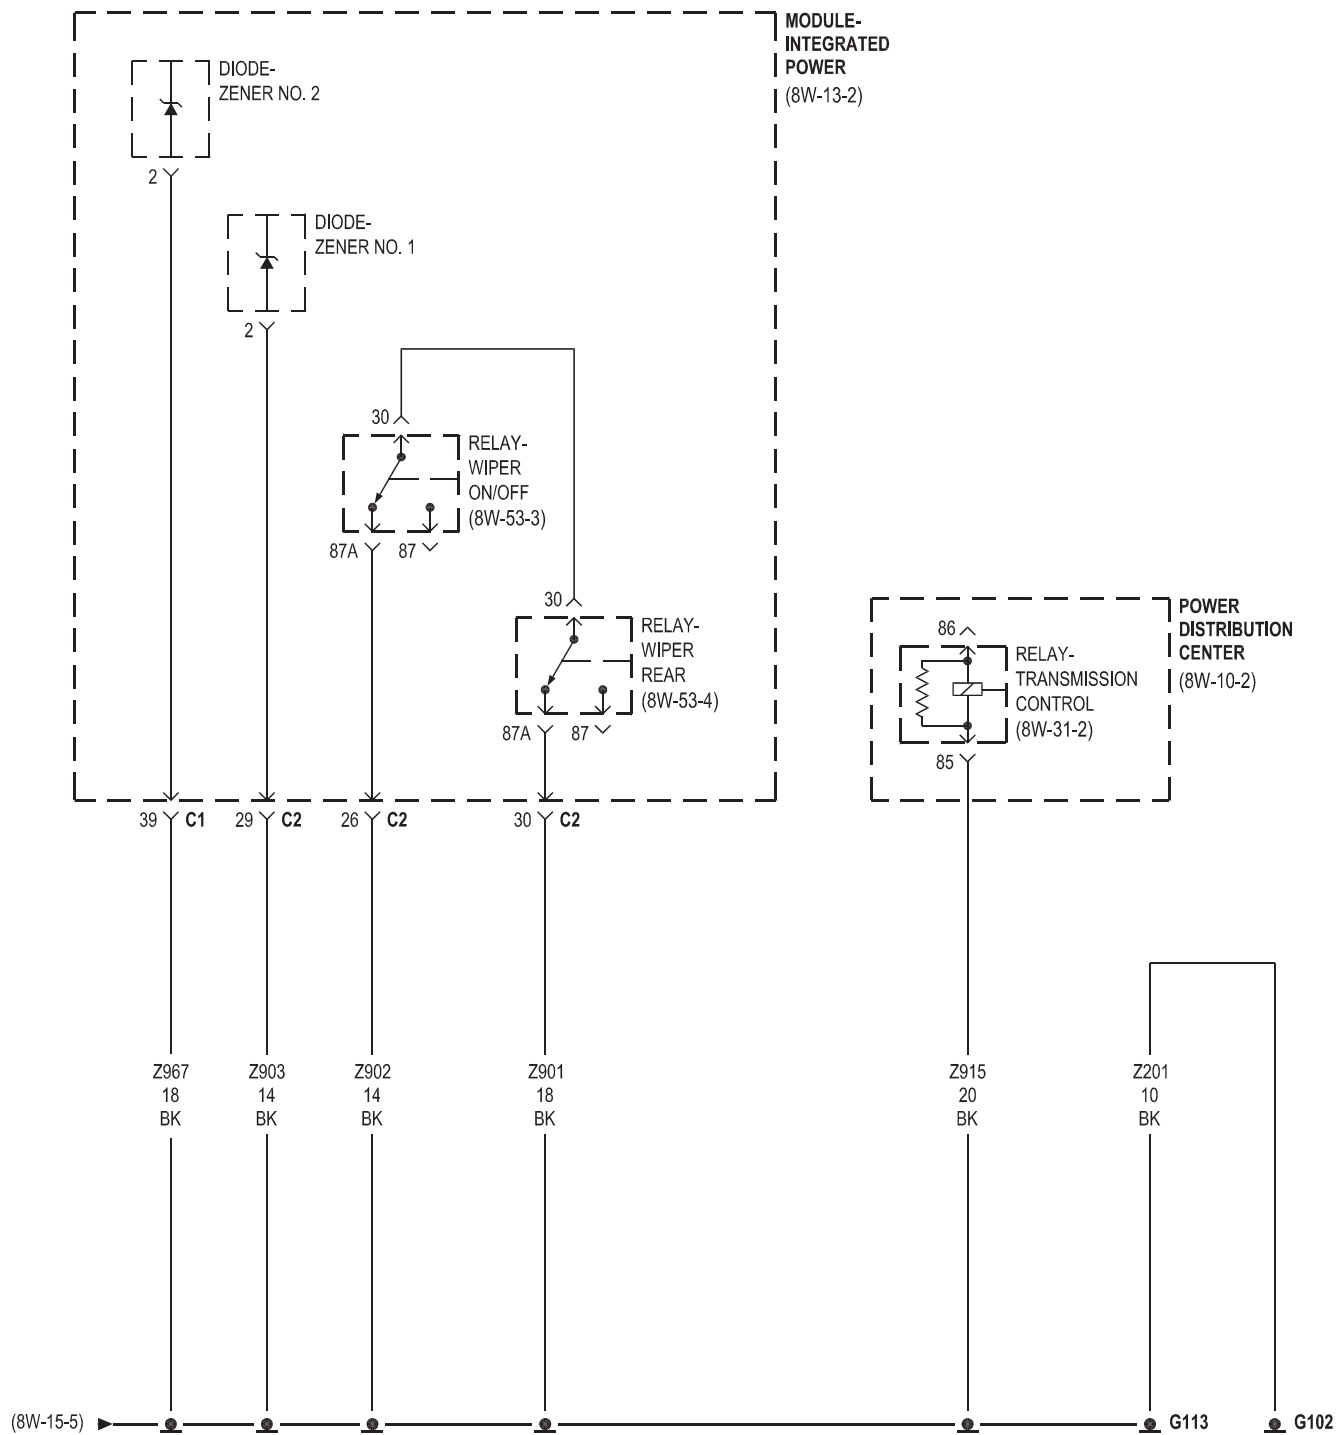 MODULE-
INTEGRATED
POWER
(8W-13-2)
DIODE-
ZENER NO. 2
2
DIODE-
ZENER NO. 1
2
30
RELAY-
WIPER
ON/OFF
(8W-53-3)
87A 87
30
RELAY-
WIPER
REAR
(8W-53-4)
87A 87
POWER
DISTRIBUTION
CENTER
(8W-10-2)
86
RELAY-
TRANSMISSION
CONTROL
(8W-31-2)
85
39 C1 29 C2 26 C2 30 C2
Z967 Z903 Z902 Z901 Z915 Z201
18 14 14 18 20 10
BK BK BK BK BK BK
(8W-15-5) G113 G102